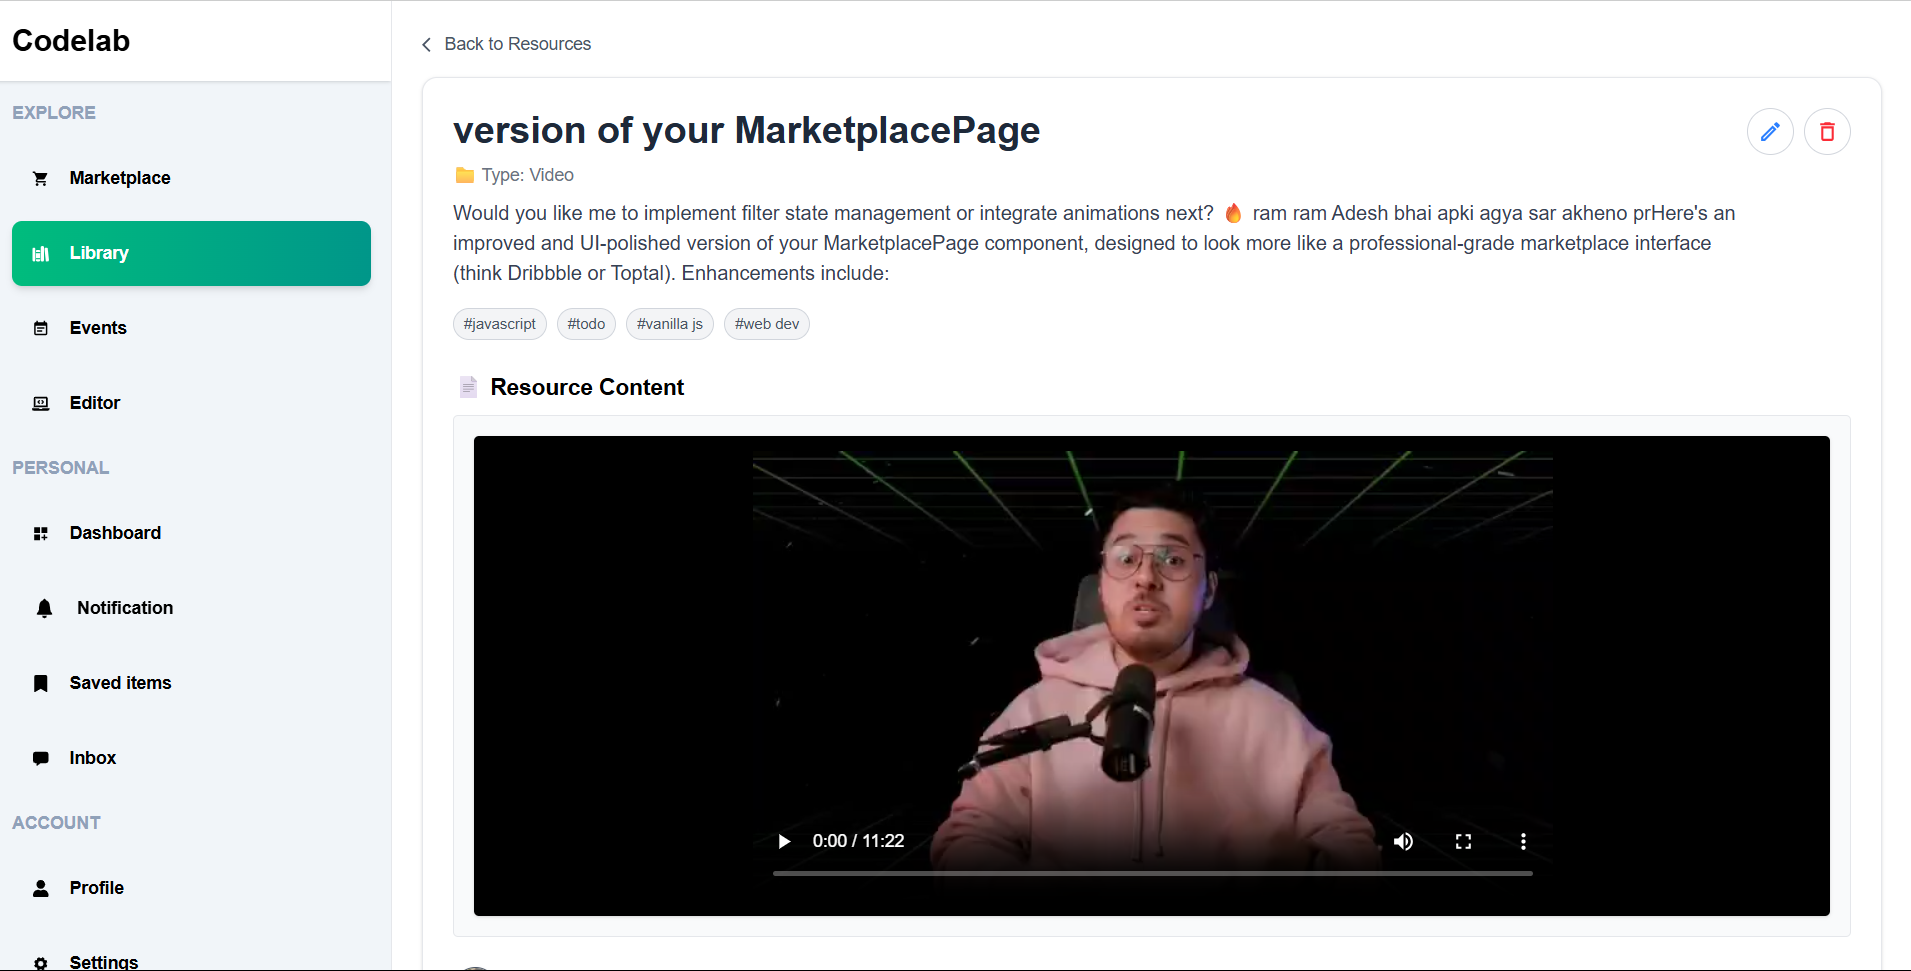 Codelab
EXPLORE
Marketplace
Library
Events
Editor
PERSONAL
Dashboard
Notification
Saved items
Inbox
ACCOUNT
Profile
Settings
Back to Resources
version of your MarketplacePage
Type: Video
Would you like me to implement filter state management or integrate animations next? 🔥 ram ram Adesh bhai apki agya sar akheno prHere's an
improved and UI-polished version of your MarketplacePage component, designed to look more like a professional-grade marketplace interface
(think Dribbble or Toptal). Enhancements include:
#javascript #todo #vanilla js #web dev
Resource Content
0:00 / 11:22